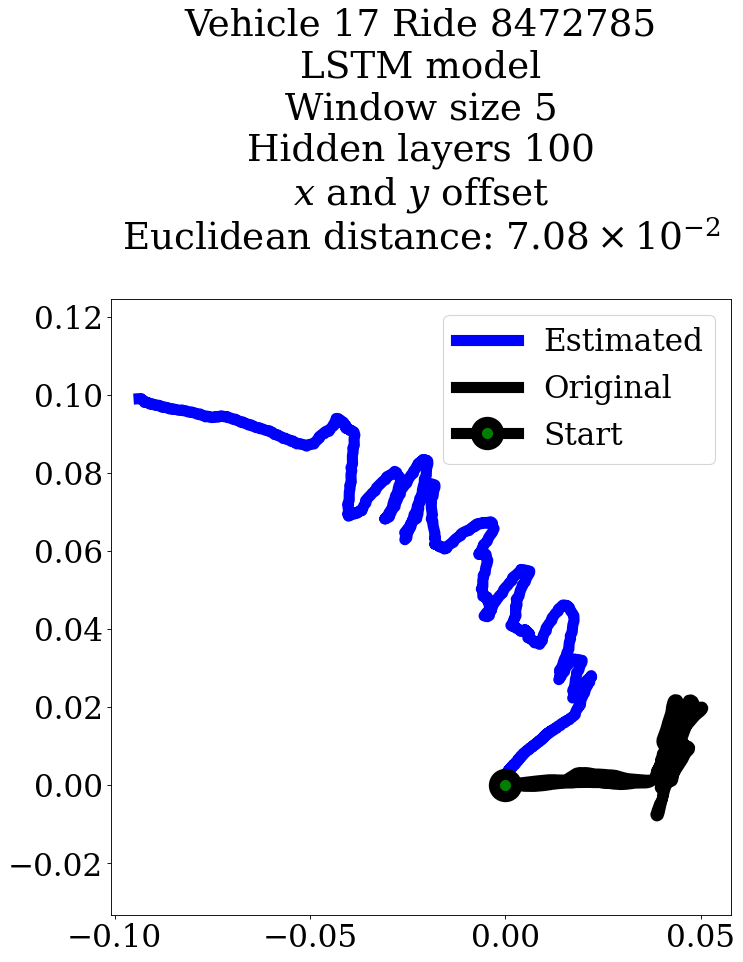 Vehicle 17 Ride 8472785
LSTM model
Window size 5
Hidden layers 100
x and y offset
Euclidean distance: 7.08 × 10⁻²
Estimated
Original
Start
0.12
0.10
0.08
0.06
0.04
0.02
0.00
−0.02
−0.10
−0.05
0.00
0.05